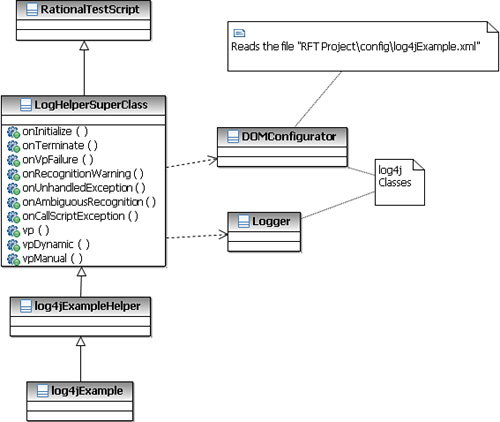 RationalTestScript
Reads the file "RFT Project\config\log4jExample.xml"
LogHelperSuperClass
onInitialize ( )
onTerminate ( )
onVpFailure ( )
onRecognitionWarning ( )
onUnhandledException ( )
onAmbiguousRecognition ( )
onCallScriptException ( )
vp ( )
vpDynamic ( )
vpManual ( )
DOMConfigurator
log4j
Classes
Logger
log4jExampleHelper
log4jExample